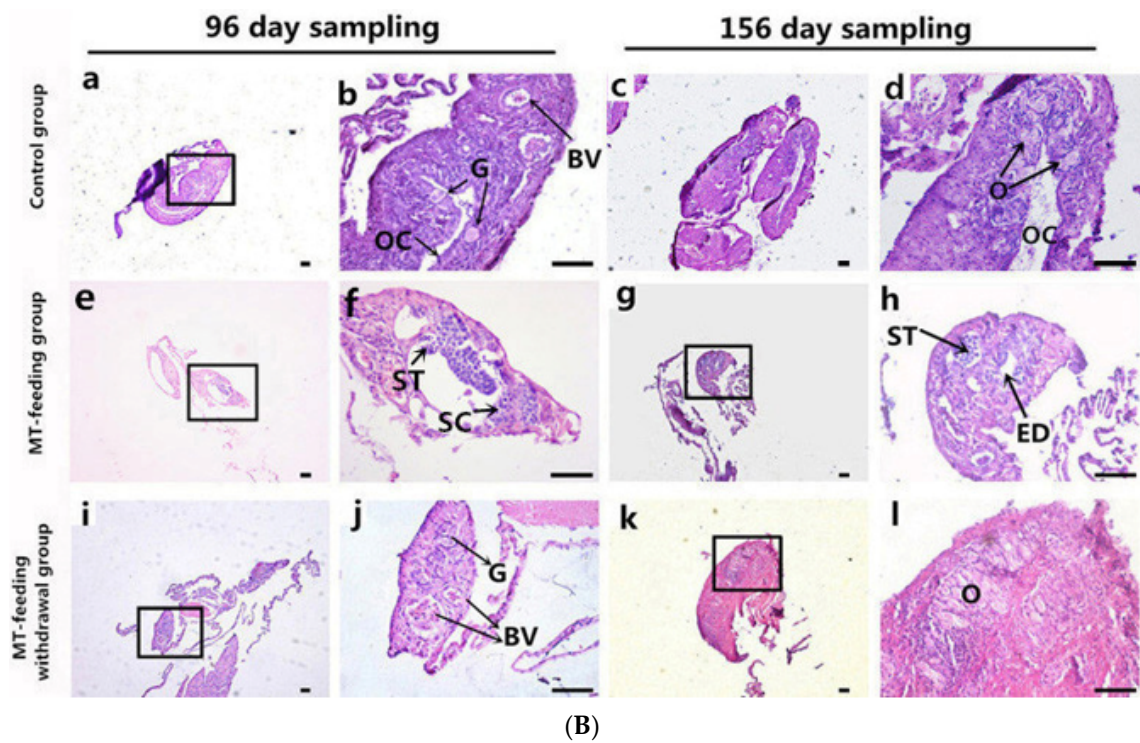 96 day sampling
156 day sampling
Control group
a
b
BV
G
OC
c
d
O
OC
MT-feeding group
e
f
ST
SC
g
h
ST
ED
MT-feeding
withdrawal group
i
j
G
BV
k
l
O
(B)